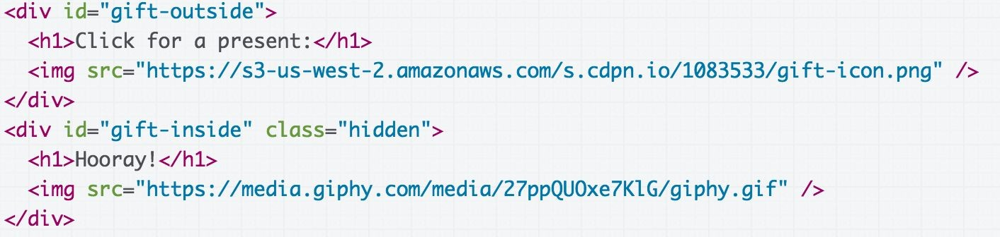 <div id="gift-outside">
  <h1>Click for a present:</h1>
  <img src="https://s3-us-west-2.amazonaws.com/s.cdpn.io/1083533/gift-icon.png" />
</div>
<div id="gift-inside" class="hidden">
  <h1>Hooray!</h1>
  <img src="https://media.giphy.com/media/27ppQUOxe7KlG/giphy.gif" />
</div>